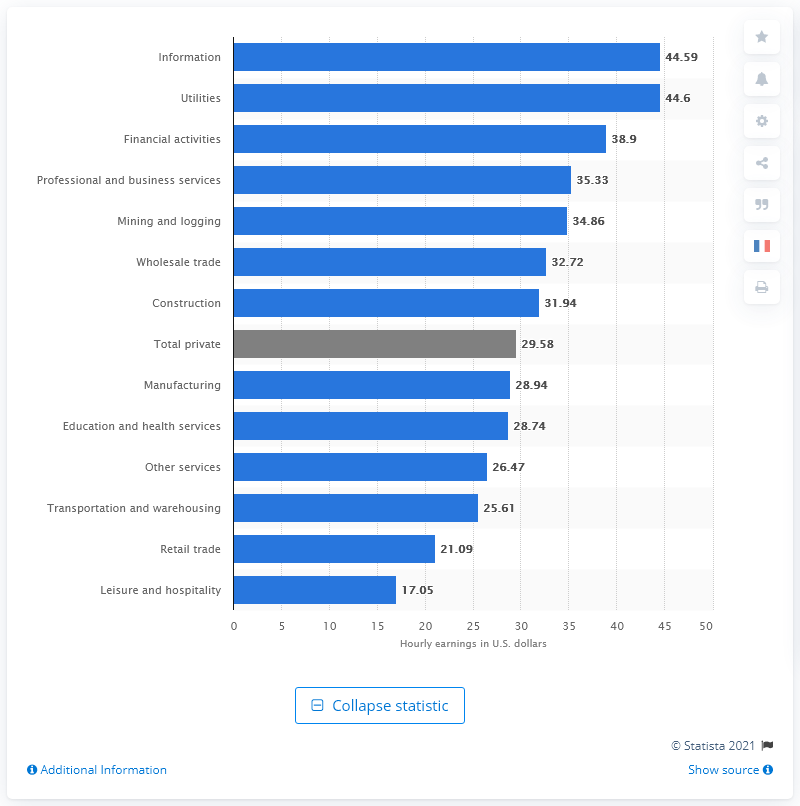 Information 44.59
Utilities 44.6
Financial activities 38.9
Professional and business services 35.33
Mining and logging 34.86
Wholesale trade 32.72
Construction 31.94
Total private 29.58
Manufacturing 28.94
Education and health services 28.74
Other services 26.47
Transportation and warehousing 25.61
Retail trade 21.09
Leisure and hospitality 17.05
0 5 10 15 20 25 30 35 40 45 50
Hourly earnings in U.S. dollars
Collapse statistic
© Statista 2021
Additional Information Show source